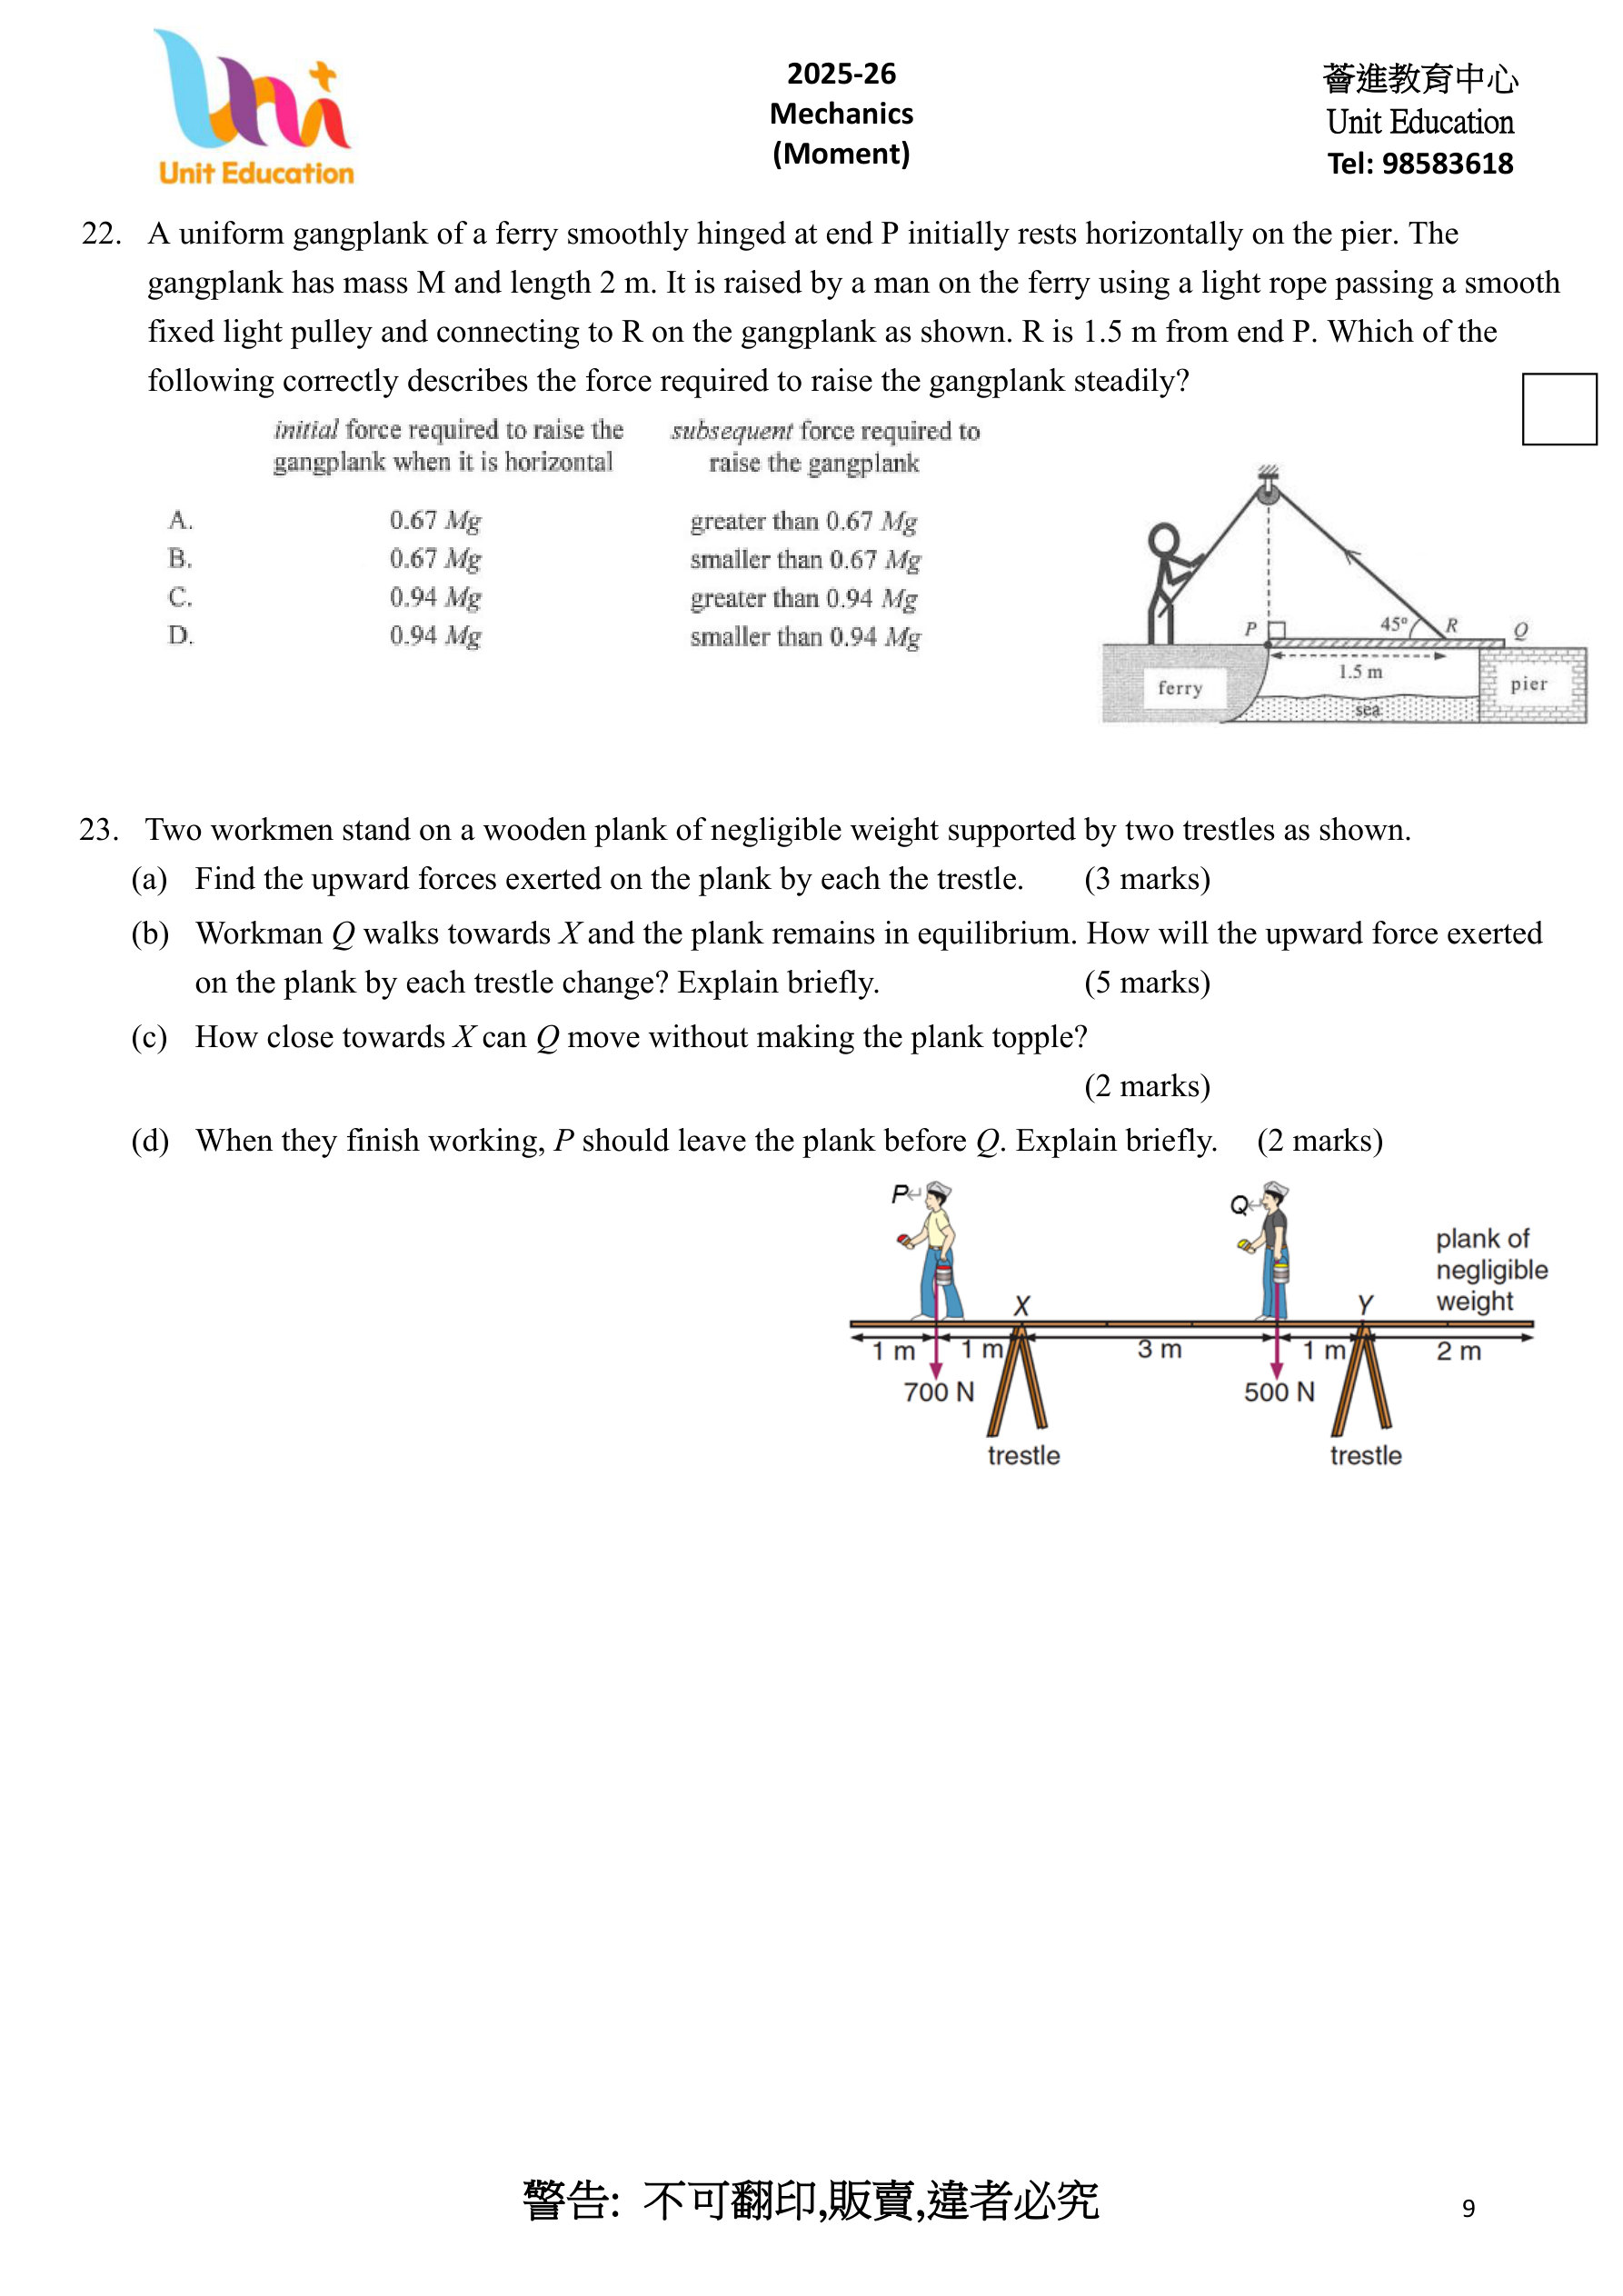 Unit Education
2025-26
Mechanics
(Moment)
薈進教育中心
Unit Education
Tel: 98583618
22. A uniform gangplank of a ferry smoothly hinged at end P initially rests horizontally on the pier. The
gangplank has mass M and length 2 m. It is raised by a man on the ferry using a light rope passing a smooth
fixed light pulley and connecting to R on the gangplank as shown. R is 1.5 m from end P. Which of the
following correctly describes the force required to raise the gangplank steadily?
initial force required to raise the
gangplank when it is horizontal
subsequent force required to
raise the gangplank
A. 0.67 Mg greater than 0.67 Mg
B. 0.67 Mg smaller than 0.67 Mg
C. 0.94 Mg greater than 0.94 Mg
D. 0.94 Mg smaller than 0.94 Mg
P 45° R Q
1.5 m
ferry
sea
pier
23. Two workmen stand on a wooden plank of negligible weight supported by two trestles as shown.
(a) Find the upward forces exerted on the plank by each the trestle. (3 marks)
(b) Workman Q walks towards X and the plank remains in equilibrium. How will the upward force exerted
on the plank by each trestle change? Explain briefly. (5 marks)
(c) How close towards X can Q move without making the plank topple?
(2 marks)
(d) When they finish working, P should leave the plank before Q. Explain briefly. (2 marks)
P↵ Q↵
plank of
negligible
weight
X Y
1 m 1 m 3 m 1 m 2 m
700 N 500 N
trestle trestle
警告: 不可翻印,販賣,違者必究
9